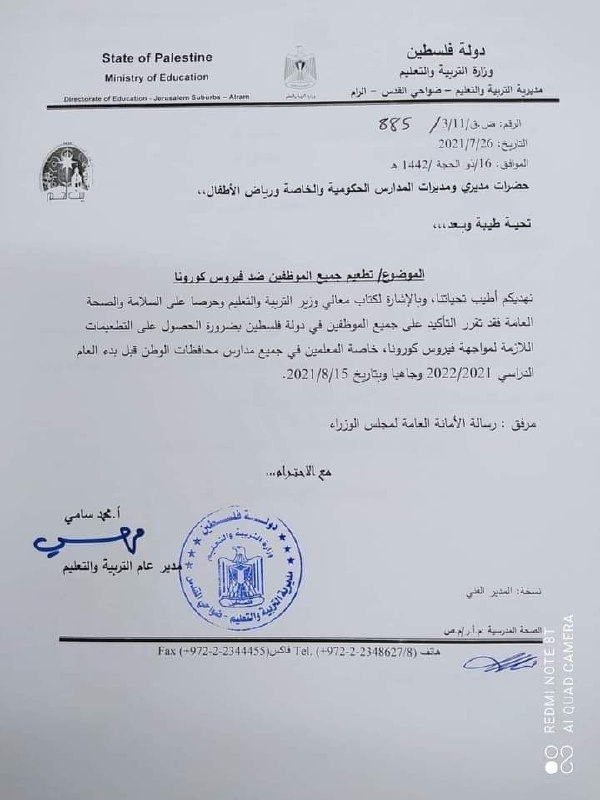 State of Palestine
Ministry of Education
Directorate of Education - Jerusalem Suburbs - Alram
دولة فلسطين
وزارة التربية والتعليم
مديرية التربية والتعليم – ضواحي القدس – الرام
الرقم: ض.ق/3/11/ 885
التاريخ: 2021/7/26
الموافق: 16/ذو الحجة /1442 هـ
حضرات مديري ومديرات المدارس الحكومية والخاصة ورياض الأطفال،،
تحية طيبة وبعد،،،
الموضوع/ تطعيم جميع الموظفين ضد فيروس كورونا
نهديكم أطيب تحياتنا، وبالإشارة لكتاب معالي وزير التربية والتعليم وحرصا على السلامة والصحة
العامة فقد تقرر التأكيد على جميع الموظفين في دولة فلسطين بضرورة الحصول على التطعيمات
اللازمة لمواجهة فيروس كورونا، خاصة المعلمين في جميع مدارس محافظات الوطن قبل بدء العام
الدراسي 2022/2021 وجاهيا وبتاريخ 2021/8/15.
مرفق : رسالة الأمانة العامة لمجلس الوزراء
مع الاحترام...
أ.محمد سامي
مدير عام التربية والتعليم
دولة فلسطين
وزارة التربية والتعليم
فلسطين
مديرية التربية والتعليم - ضواحي القدس
نسخة: المدير الفني
الصحة المدرسية م.أ.ر/م.ص
هاتف Tel. (+972-2-2348627/8) فاكس Fax (+972-2-2344455)
REDMI NOTE 8T
AI QUAD CAMERA